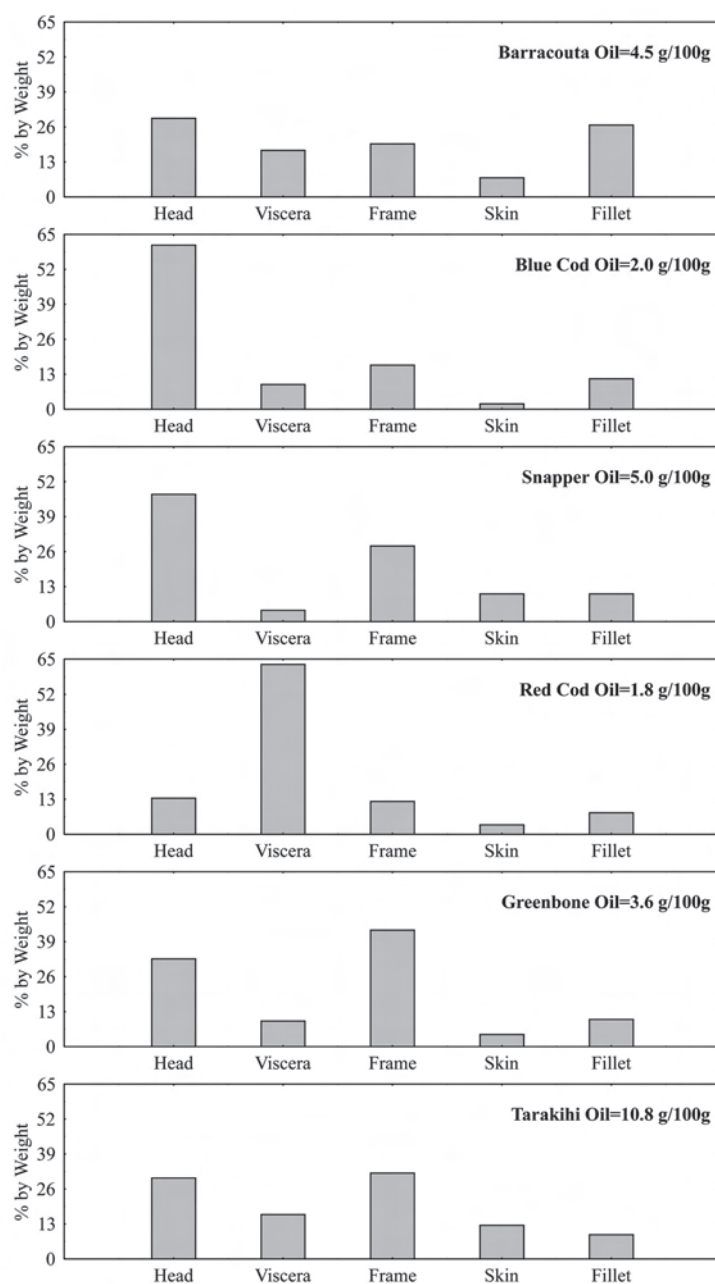 65
52
39
26
13
0
% by Weight
Barracouta Oil=4.5 g/100g
Head Viscera Frame Skin Fillet
65
52
39
26
13
0
% by Weight
Blue Cod Oil=2.0 g/100g
Head Viscera Frame Skin Fillet
65
52
39
26
13
0
% by Weight
Snapper Oil=5.0 g/100g
Head Viscera Frame Skin Fillet
65
52
39
26
13
0
% by Weight
Red Cod Oil=1.8 g/100g
Head Viscera Frame Skin Fillet
65
52
39
26
13
0
% by Weight
Greenbone Oil=3.6 g/100g
Head Viscera Frame Skin Fillet
65
52
39
26
13
0
% by Weight
Tarakihi Oil=10.8 g/100g
Head Viscera Frame Skin Fillet